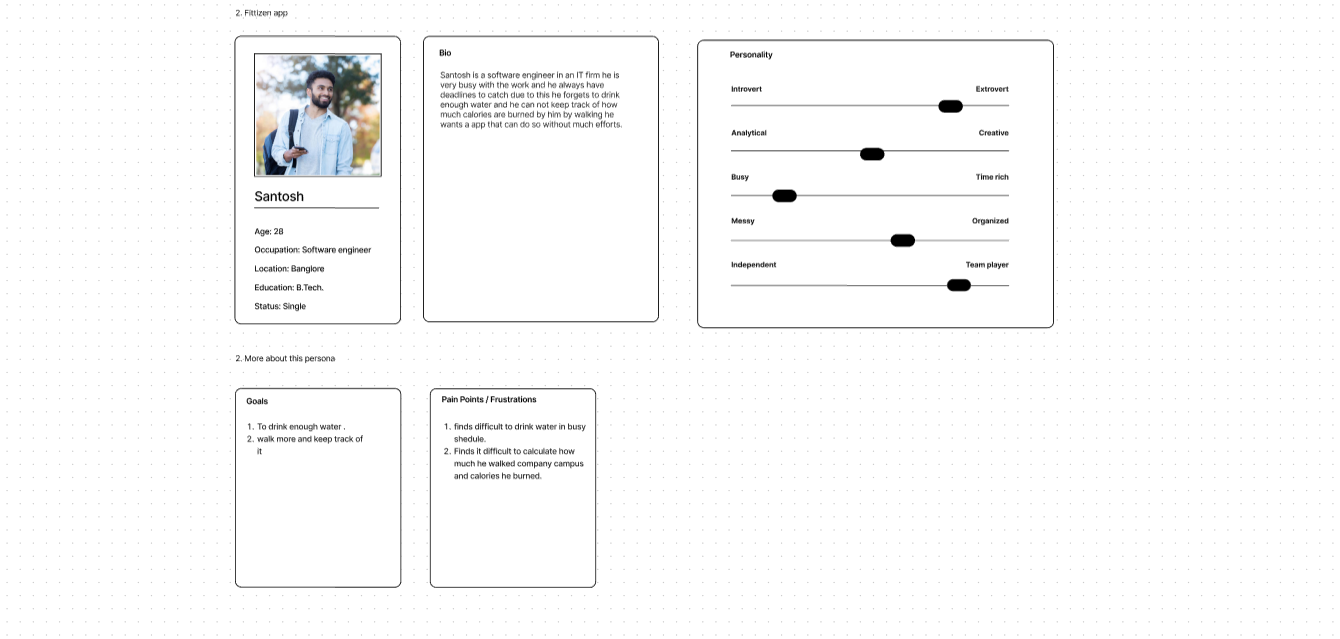 2. Fittizen app
Santosh
Age: 28
Occupation: Software engineer
Location: Banglore
Education: B.Tech.
Status: Single
Bio
Santosh is a software engineer in an IT firm he is
very busy with the work and he always have
deadlines to catch due to this he forgets to drink
enough water and he can not keep track of how
much calories are burned by him by walking he
wants a app that can do so without much efforts.
Personality
Introvert Extrovert
Analytical Creative
Busy Time rich
Messy Organized
Independent Team player
2. More about this persona
Goals
1. To drink enough water .
2. walk more and keep track of
it
Pain Points / Frustrations
1. finds difficult to drink water in busy
shedule.
2. Finds it difficult to calculate how
much he walked company campus
and calories he burned.